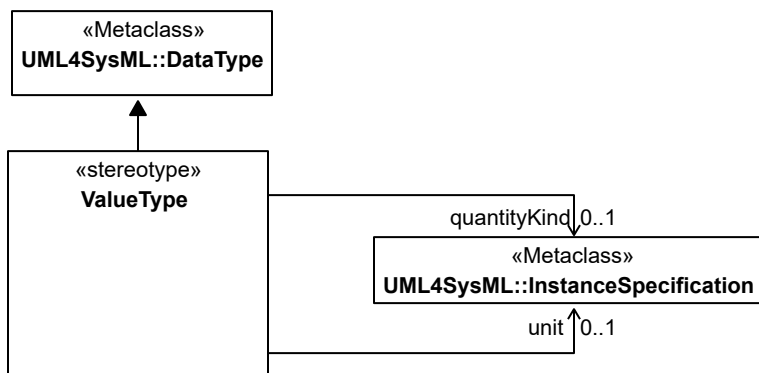 «Metaclass»
UML4SysML::DataType
«stereotype»
ValueType
quantityKind 0..1
«Metaclass»
UML4SysML::InstanceSpecification
unit 0..1